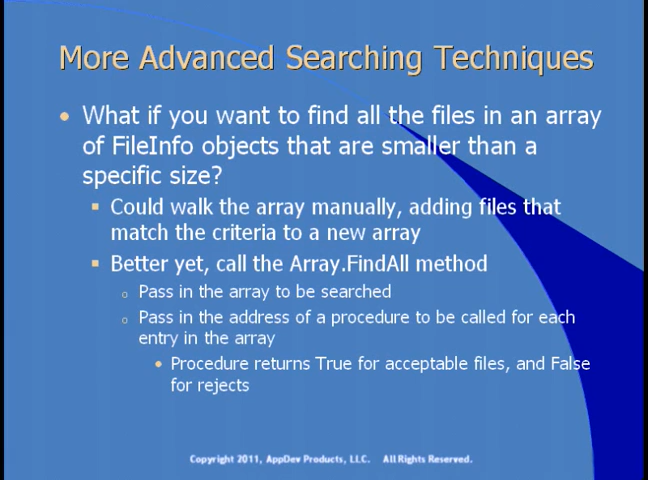 More Advanced Searching Techniques
• What if you want to find all the files in an array
of FileInfo objects that are smaller than a
specific size?
▪ Could walk the array manually, adding files that
match the criteria to a new array
▪ Better yet, call the Array.FindAll method
o Pass in the array to be searched
o Pass in the address of a procedure to be called for each
entry in the array
• Procedure returns True for acceptable files, and False
for rejects
Copyright 2011, AppDev Products, LLC. All Rights Reserved.